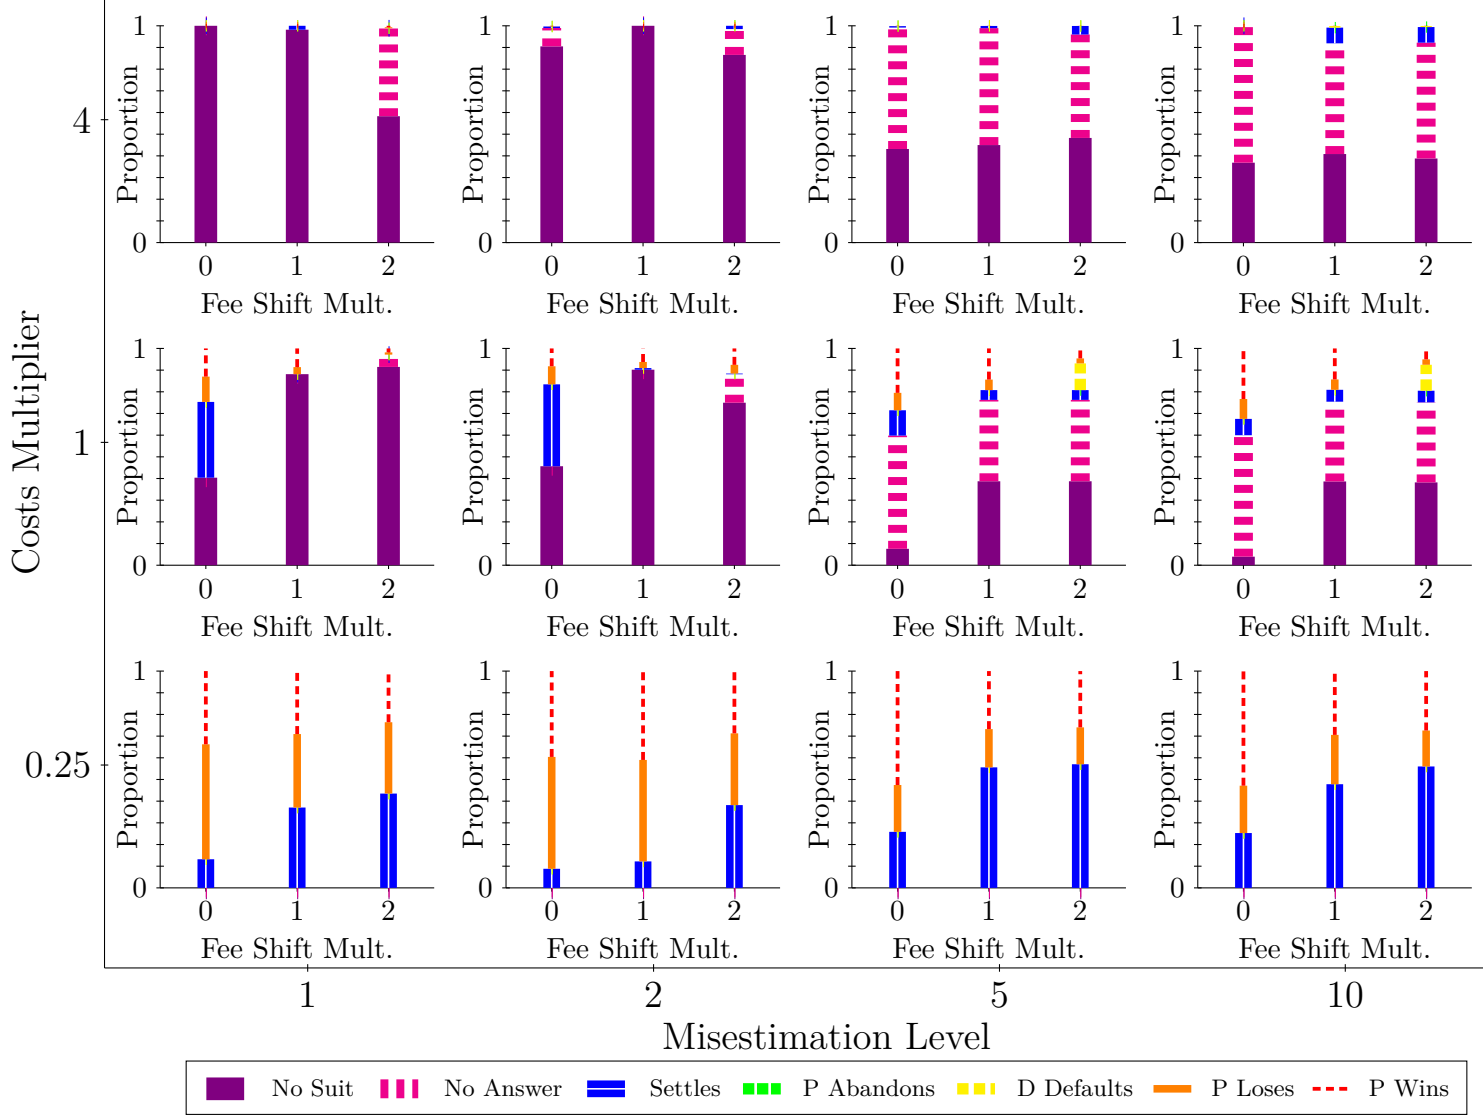 1 1 1 1
Proportion Proportion Proportion Proportion
4
0 0 0 0
0 1 2 0 1 2 0 1 2 0 1 2
Fee Shift Mult. Fee Shift Mult. Fee Shift Mult. Fee Shift Mult.
Costs Multiplier
1 1 1 1
Proportion Proportion Proportion Proportion
1
0 0 0 0
0 1 2 0 1 2 0 1 2 0 1 2
Fee Shift Mult. Fee Shift Mult. Fee Shift Mult. Fee Shift Mult.
1 1 1 1
Proportion Proportion Proportion Proportion
0.25
0 0 0 0
0 1 2 0 1 2 0 1 2 0 1 2
Fee Shift Mult. Fee Shift Mult. Fee Shift Mult. Fee Shift Mult.
1 2 5 10
Misestimation Level
No Suit No Answer Settles P Abandons D Defaults P Loses P Wins